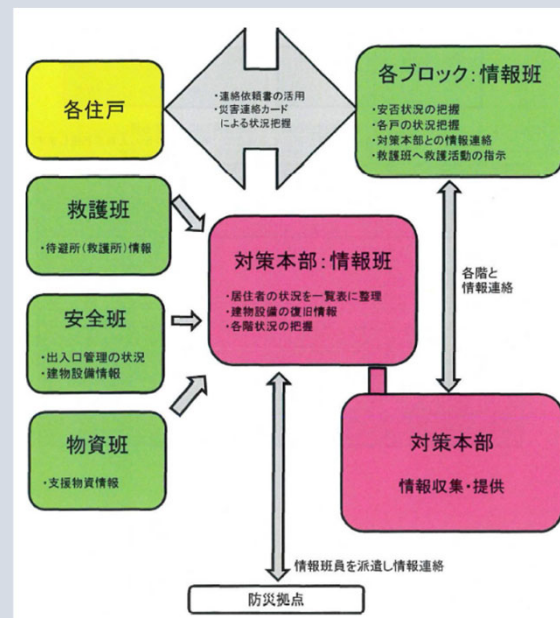 各住戸
・連絡依頼書の活用
・災害連絡カード
による状況把握
各ブロック:情報班
・安否状況の把握
・各戸の状況把握
・対策本部との情報連絡
・救護班へ救護活動の指示
救護班
・待避所(救護所)情報
対策本部:情報班
・居住者の状況を一覧表に整理
・建物設備の復旧情報
・各階状況の把握
各階と
情報連絡
安全班
・出入口管理の状況
・建物設備情報
物資班
・支援物資情報
対策本部
情報収集・提供
情報班員を派遣し情報連絡
防災拠点